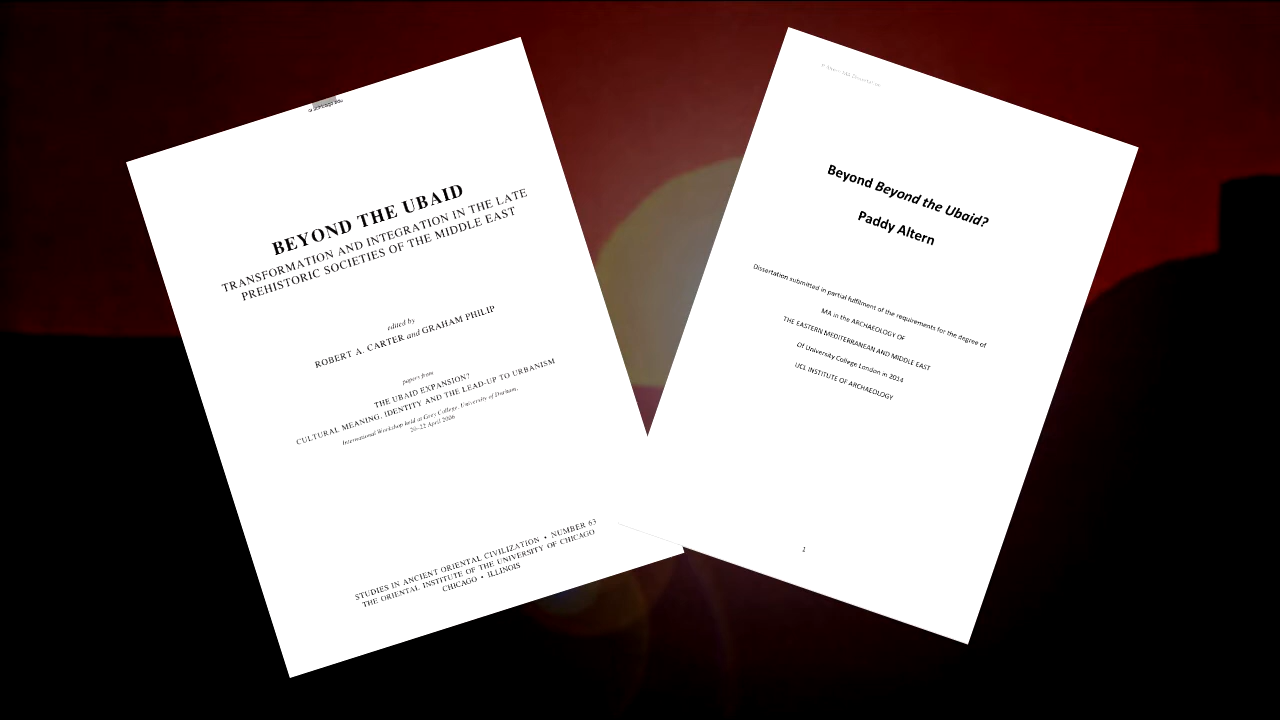 BEYOND THE UBAID
TRANSFORMATION AND INTEGRATION IN THE LATE
PREHISTORIC SOCIETIES OF THE MIDDLE EAST
edited by
ROBERT A. CARTER and GRAHAM PHILIP
papers from
THE UBAID EXPANSION?
CULTURAL MEANING, IDENTITY AND THE LEAD-UP TO URBANISM
International Workshop held at Grey College, University of Durham,
20–22 April 2006
STUDIES IN ANCIENT ORIENTAL CIVILIZATION • NUMBER 63
THE ORIENTAL INSTITUTE OF THE UNIVERSITY OF CHICAGO
CHICAGO • ILLINOIS
Beyond Beyond the Ubaid?
Paddy Altern
Dissertation submitted in partial fulfilment of the requirements for the degree of
MA in the ARCHAEOLOGY OF
THE EASTERN MEDITERRANEAN AND MIDDLE EAST
Of University College London in 2014
UCL INSTITUTE OF ARCHAEOLOGY
1